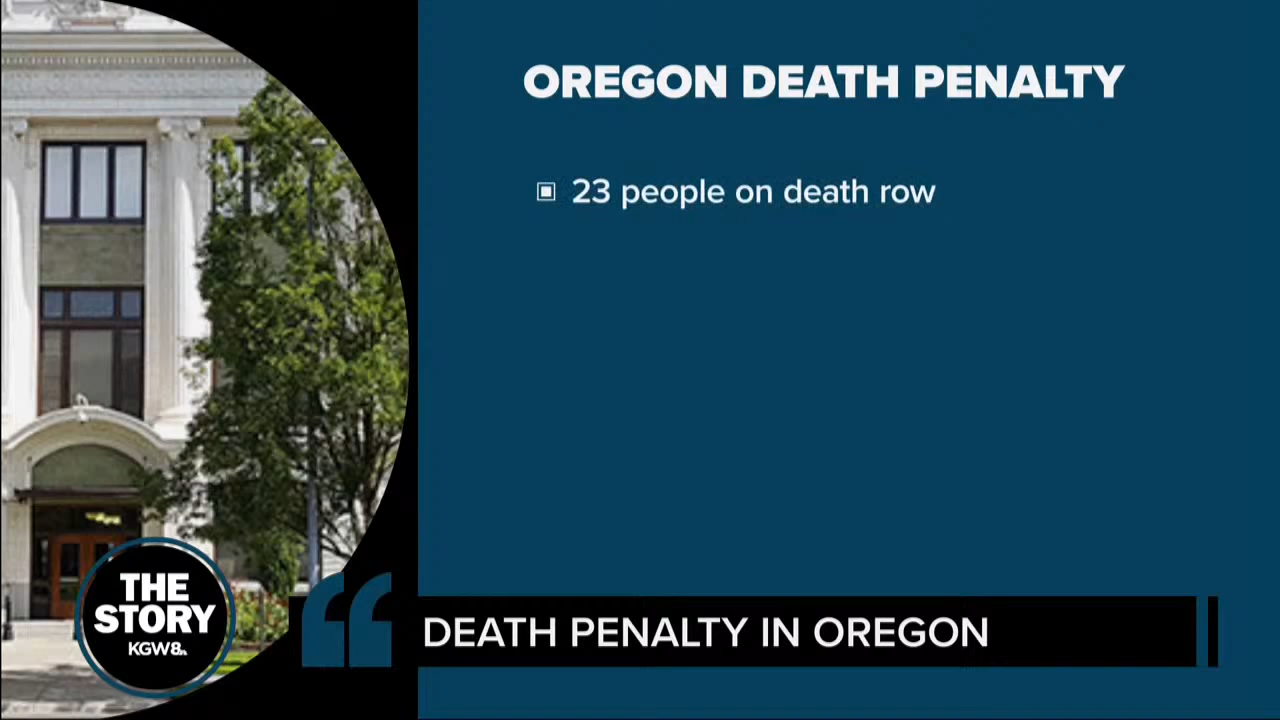 OREGON DEATH PENALTY
23 people on death row
THE
STORY
KGW8
DEATH PENALTY IN OREGON